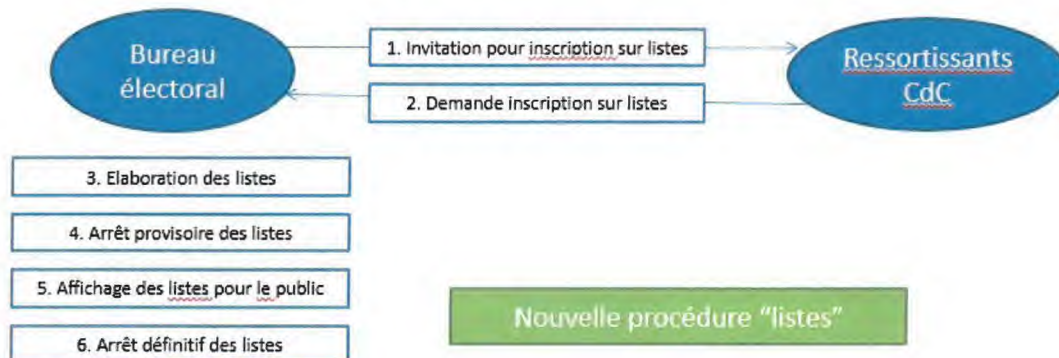 Bureau
électoral
1. Invitation pour inscription sur listes
2. Demande inscription sur listes
Ressortissants
CdC
3. Elaboration des listes
4. Arrêt provisoire des listes
5. Affichage des listes pour le public
6. Arrêt définitif des listes
Nouvelle procédure "listes"